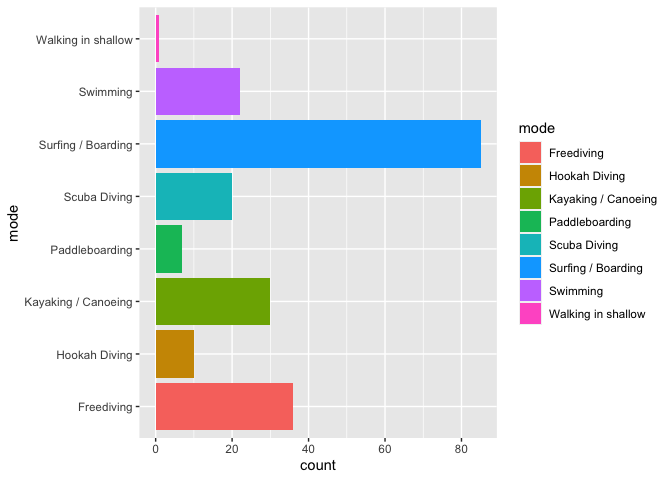 Walking in shallow
Swimming
Surfing / Boarding
Scuba Diving
Paddleboarding
Kayaking / Canoeing
Hookah Diving
Freediving
mode
0 20 40 60 80
count
mode
Freediving
Hookah Diving
Kayaking / Canoeing
Paddleboarding
Scuba Diving
Surfing / Boarding
Swimming
Walking in shallow